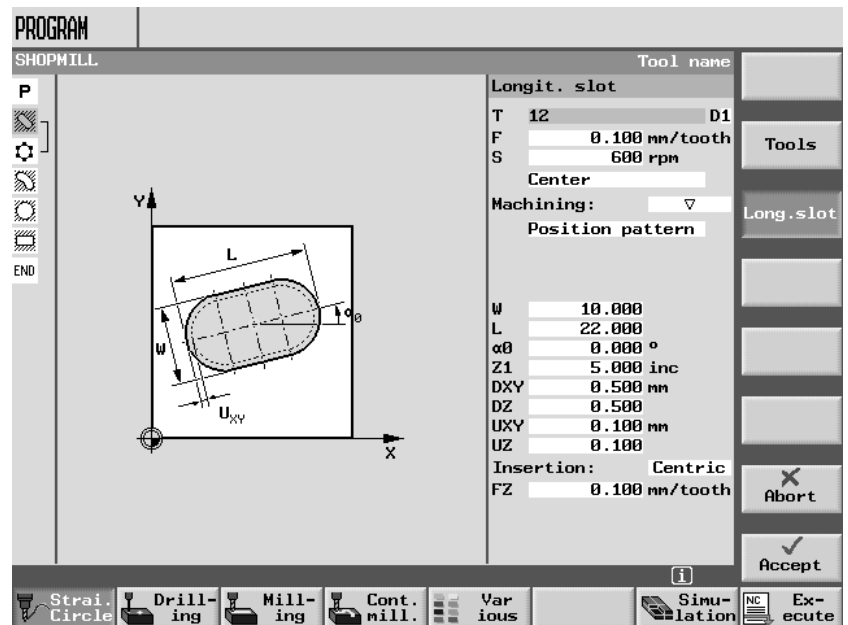 PROGRAM
SHOPMILL
Tool name
P
END
Y
L
α0
W
UXY
X
Longit. slot
T 12 D1
F 0.100 mm/tooth
S 600 rpm
Center
Machining: ▽
Position pattern
W 10.000
L 22.000
α0 0.000 °
Z1 5.000 inc
DXY 0.500 mm
DZ 0.500
UXY 0.100 mm
UZ 0.100
Insertion: Centric
FZ 0.100 mm/tooth
i
Tools
Long.slot
Abort
Accept
Strai.
Circle
Drill-
ing
Mill-
ing
Cont.
mill.
Var
ious
Simu-
lation
NC
Ex-
ecute